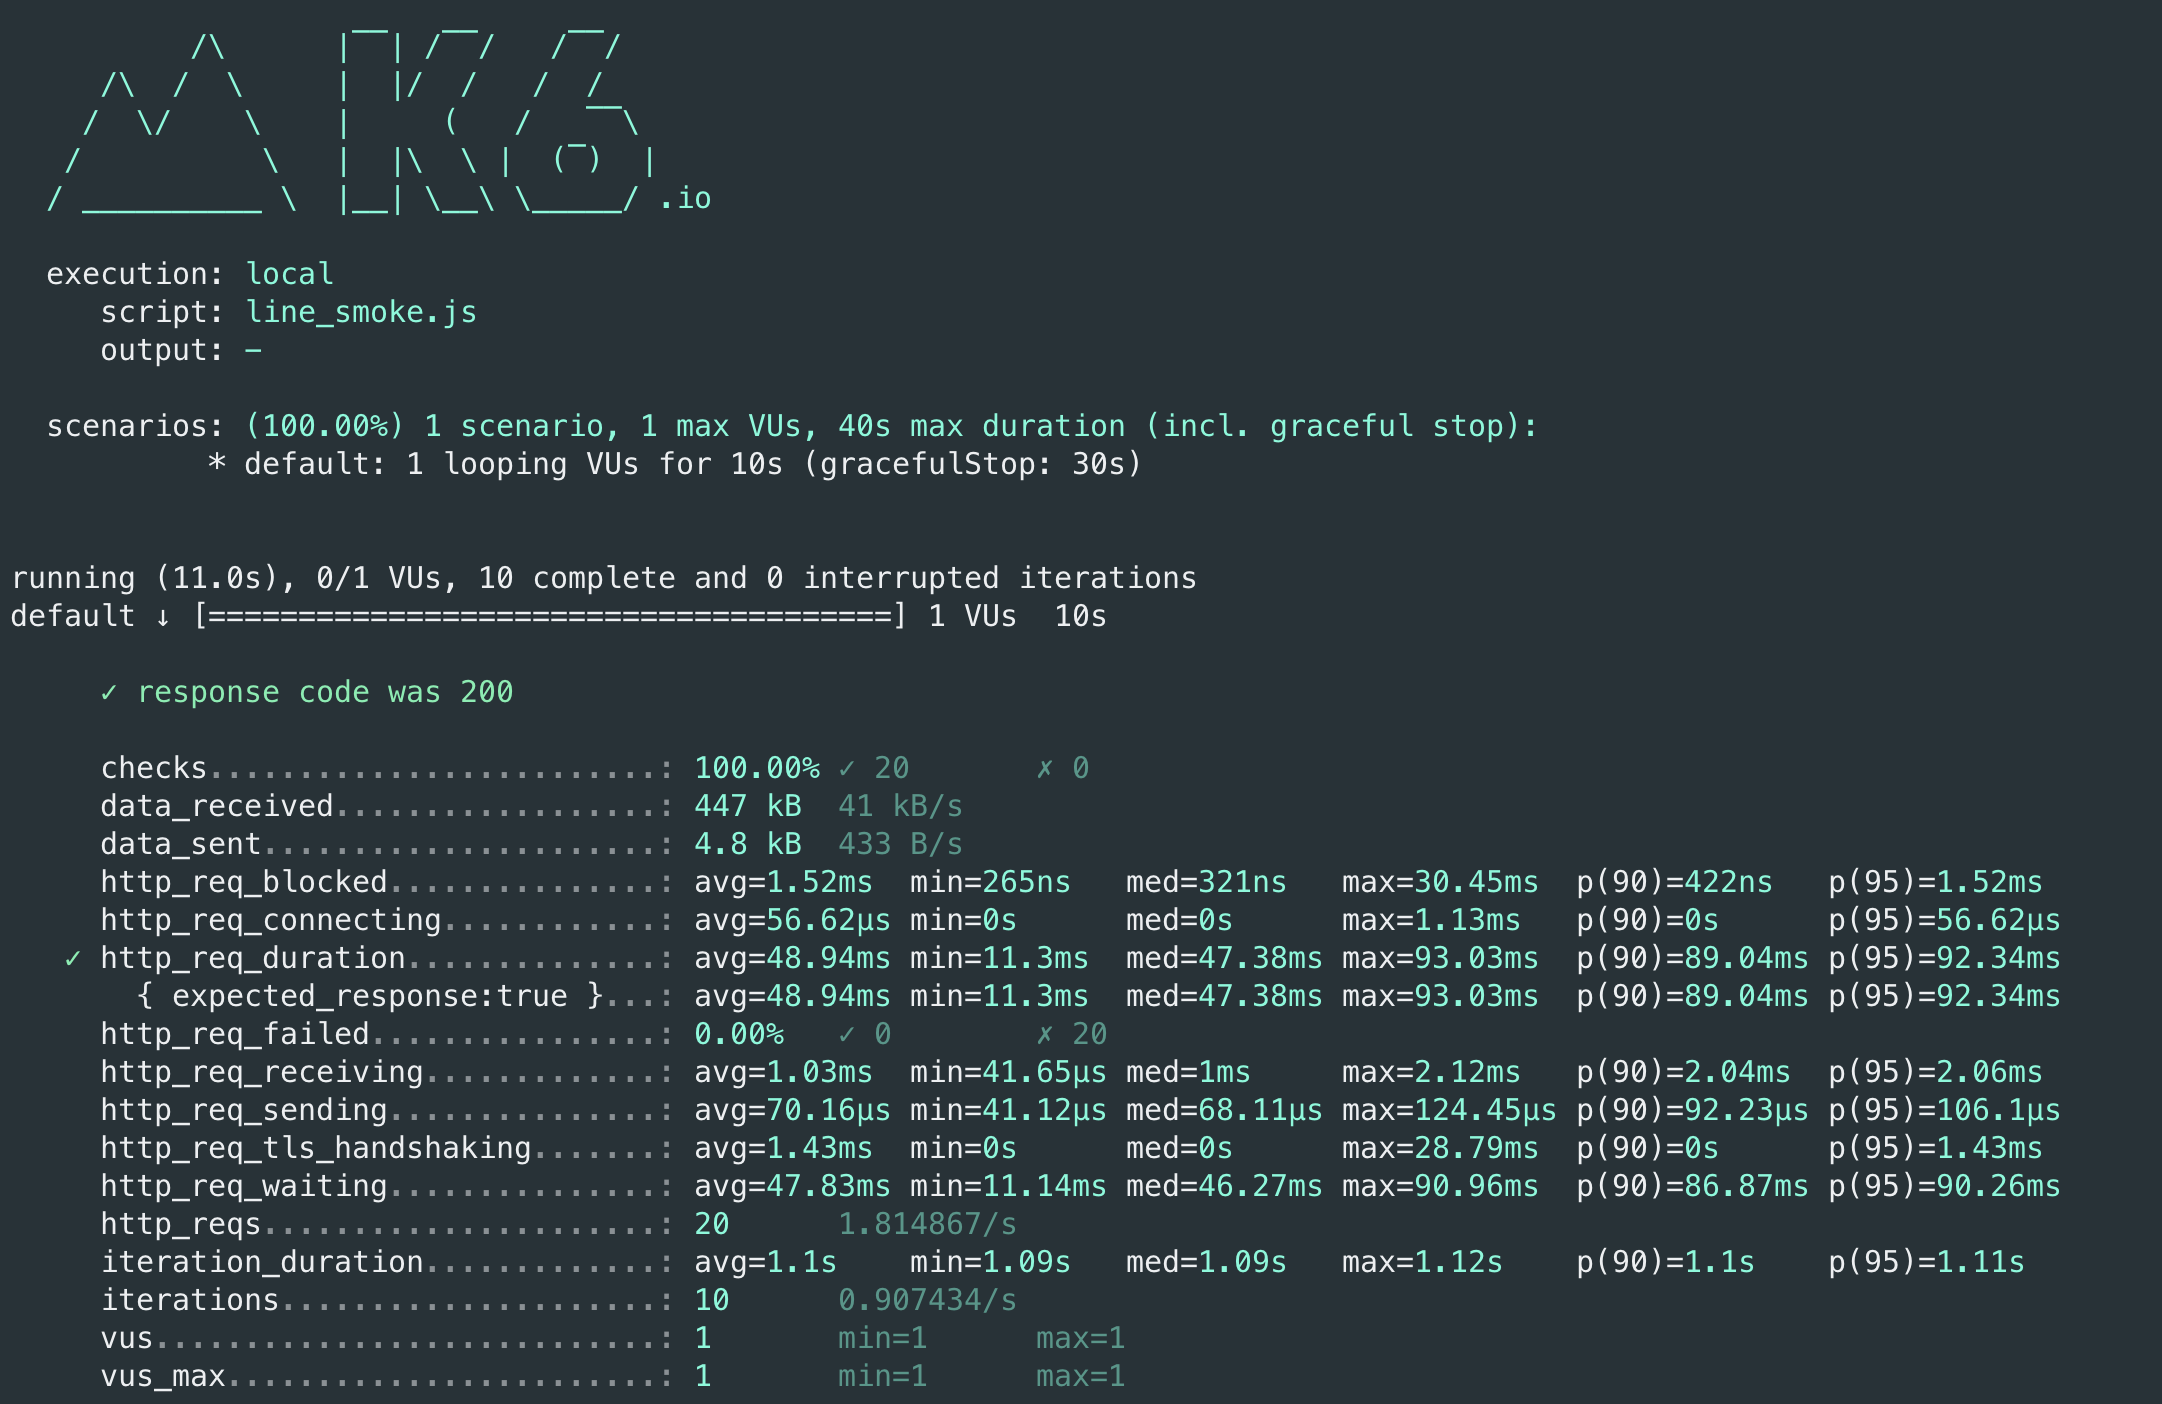 /\      |‾‾| /‾‾/   /‾‾/
     /\  /  \     |  |/  /   /  /
    /  \/    \    |     (   /   ‾‾\
   /          \   |  |\  \ |  (‾)  |
  / __________ \  |__| \__\ \_____/ .io
execution: local
script: line_smoke.js
output: -
scenarios: (100.00%) 1 scenario, 1 max VUs, 40s max duration (incl. graceful stop):
* default: 1 looping VUs for 10s (gracefulStop: 30s)
running (11.0s), 0/1 VUs, 10 complete and 0 interrupted iterations
default ↓ [======================================] 1 VUs  10s
✓ response code was 200
checks.........................: 100.00% ✓ 20       ✗ 0
data_received..................: 447 kB  41 kB/s
data_sent......................: 4.8 kB  433 B/s
http_req_blocked...............: avg=1.52ms  min=265ns   med=321ns   max=30.45ms  p(90)=422ns   p(95)=1.52ms
http_req_connecting............: avg=56.62µs min=0s      med=0s      max=1.13ms   p(90)=0s      p(95)=56.62µs
✓ http_req_duration..............: avg=48.94ms min=11.3ms  med=47.38ms max=93.03ms  p(90)=89.04ms p(95)=92.34ms
{ expected_response:true }...: avg=48.94ms min=11.3ms  med=47.38ms max=93.03ms  p(90)=89.04ms p(95)=92.34ms
http_req_failed................: 0.00%   ✓ 0        ✗ 20
http_req_receiving.............: avg=1.03ms  min=41.65µs med=1ms     max=2.12ms   p(90)=2.04ms  p(95)=2.06ms
http_req_sending...............: avg=70.16µs min=41.12µs med=68.11µs max=124.45µs p(90)=92.23µs p(95)=106.1µs
http_req_tls_handshaking.......: avg=1.43ms  min=0s      med=0s      max=28.79ms  p(90)=0s      p(95)=1.43ms
http_req_waiting...............: avg=47.83ms min=11.14ms med=46.27ms max=90.96ms  p(90)=86.87ms p(95)=90.26ms
http_reqs......................: 20      1.814867/s
iteration_duration.............: avg=1.1s    min=1.09s   med=1.09s   max=1.12s    p(90)=1.1s    p(95)=1.11s
iterations.....................: 10      0.907434/s
vus............................: 1       min=1      max=1
vus_max........................: 1       min=1      max=1